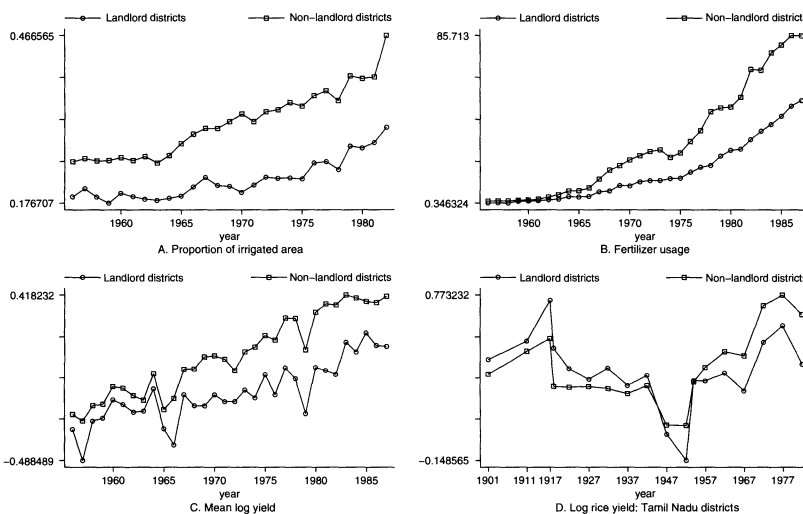 Landlord districts Non-landlord districts
0.466565
0.176707
1960 1965 1970 1975 1980
year
A. Proportion of irrigated area
Landlord districts Non-landlord districts
85.713
0.346324
1960 1965 1970 1975 1980 1985
year
B. Fertilizer usage
Landlord districts Non-landlord districts
0.418232
-0.488489
1960 1965 1970 1975 1980 1985
year
C. Mean log yield
Landlord districts Non-landlord districts
0.773232
-0.148565
1901 1911 1917 1927 1937 1947 1957 1967 1977
year
D. Log rice yield: Tamil Nadu districts